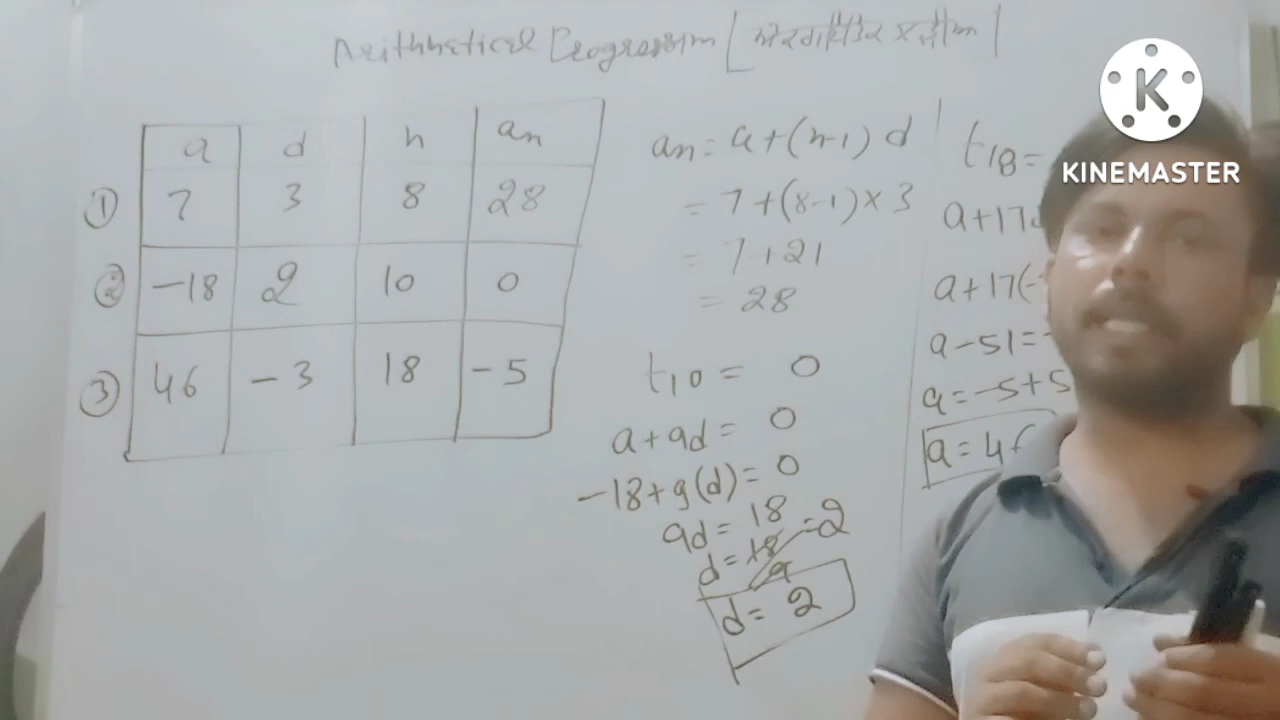 Arithmetical Progression
a d n an
① 7 3 8 28
② -18 2 10 0
③ 46 -3 18 -5
an = a+(n-1) d
= 7+(8-1)×3
= 7+21
= 28
t10 = 0
a+9d = 0
-18+9(d)=0
9d = 18
d = 18/9 = 2
d = 2
t18 =
a+17d
a+17(-
a-51=-
a=-5+5
a=46
K
KINEMASTER